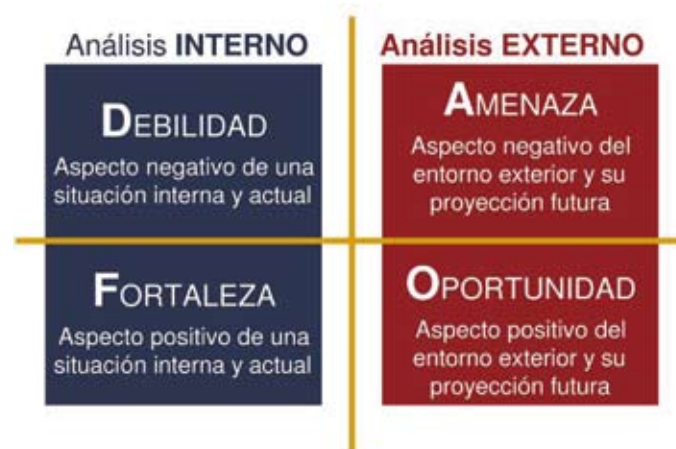 Análisis INTERNO
DEBILIDAD
Aspecto negativo de una
situación interna y actual
FORTALEZA
Aspecto positivo de una
situación interna y actual
Análisis EXTERNO
AMENAZA
Aspecto negativo del
entorno exterior y su
proyección futura
OPORTUNIDAD
Aspecto positivo del
entorno exterior y su
proyección futura